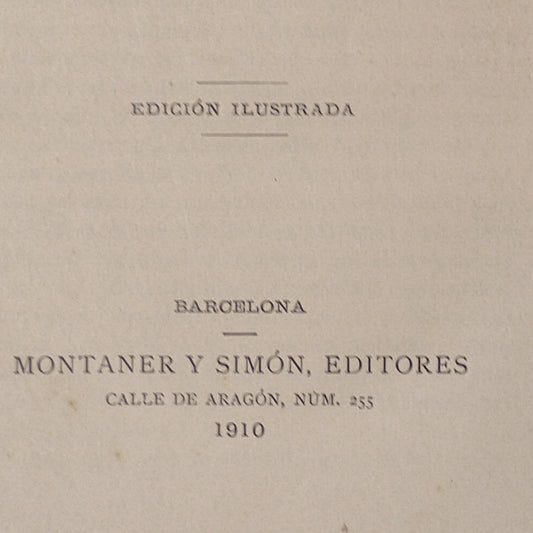 EDICIÓN ILUSTRADA
BARCELONA
MONTANER Y SIMÓN, EDITORES
CALLE DE ARAGÓN, NÚM. 255
1910